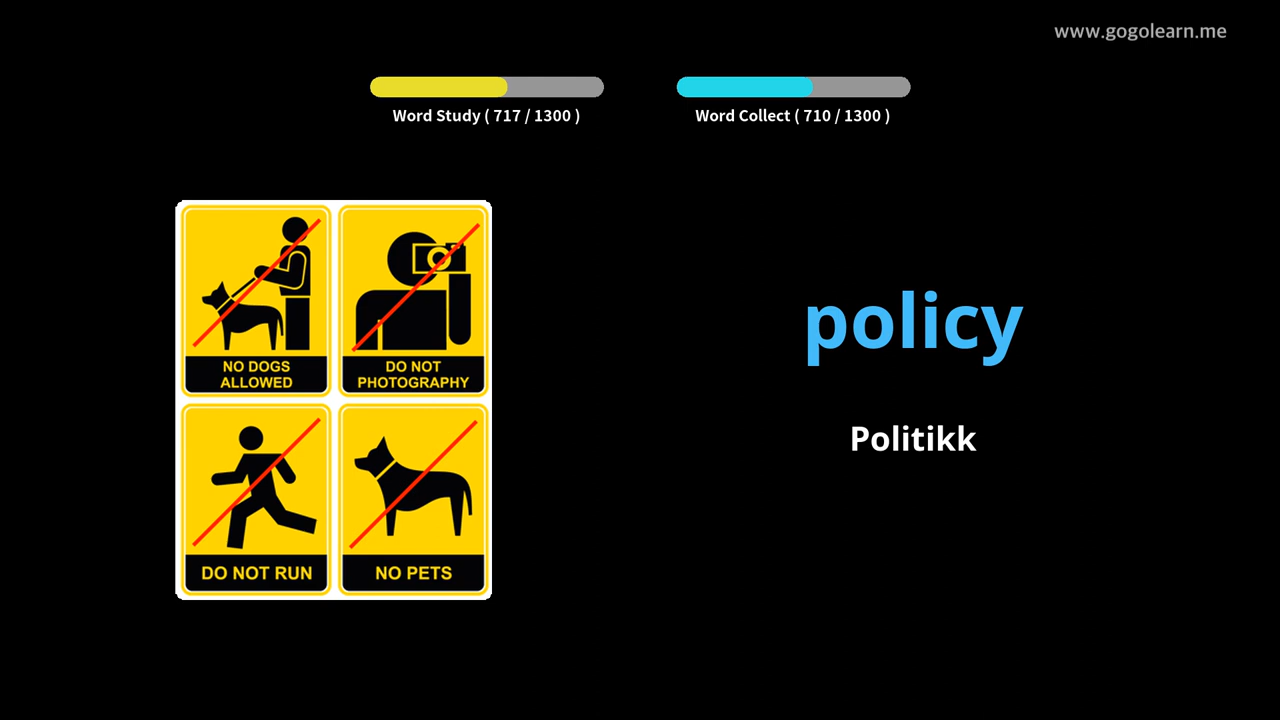 www.gogolearn.me
Word Study ( 717 / 1300 )
Word Collect ( 710 / 1300 )
NO DOGS
ALLOWED
DO NOT
PHOTOGRAPHY
DO NOT RUN
NO PETS
policy
Politikk